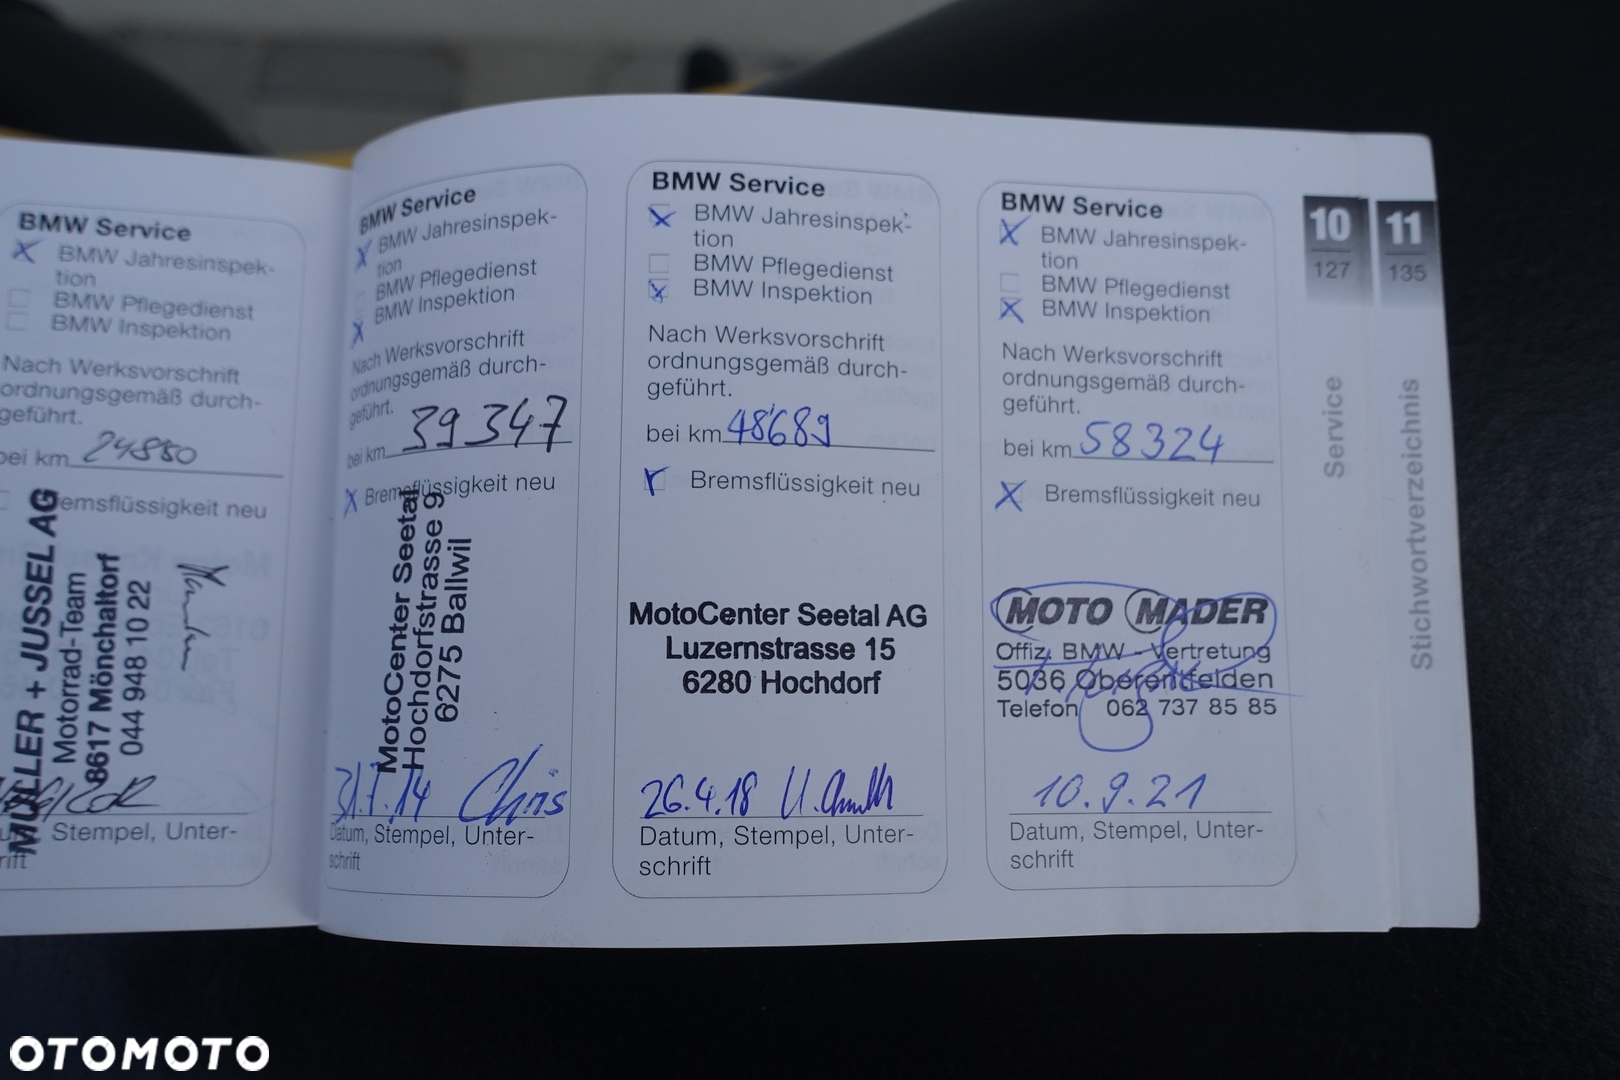 BMW Service
BMW Jahresinspek-
tion
BMW Pflegedienst
BMW Inspektion
Nach Werksvorschrift
ordnungsgemäß durch-
geführt.
bei km 24880
Bremsflüssigkeit neu
MÜLLER + JUSSEL AG
Motorrad-Team
8617 Mönchaltorf
044 948 10 22
Stempel, Unter-
BMW Service
BMW Jahresinspek-
tion
BMW Pflegedienst
BMW Inspektion
Nach Werksvorschrift
ordnungsgemäß durch-
geführt.
bei km 39347
Bremsflüssigkeit neu
MotoCenter Seetal
Hochdorfstrasse 9
6275 Ballwil
31.7.14 Chris
Datum, Stempel, Unter-
schrift
BMW Service
BMW Jahresinspek-
tion
BMW Pflegedienst
BMW Inspektion
Nach Werksvorschrift
ordnungsgemäß durch-
geführt.
bei km 48'689
Bremsflüssigkeit neu
MotoCenter Seetal AG
Luzernstrasse 15
6280 Hochdorf
26.4.18
Datum, Stempel, Unter-
schrift
BMW Service
BMW Jahresinspek-
tion
BMW Pflegedienst
BMW Inspektion
Nach Werksvorschrift
ordnungsgemäß durch-
geführt.
bei km 58324
Bremsflüssigkeit neu
MOTO MADER
Offiz. BMW - Vertretung
5036 Oberentfelden
Telefon 062 737 85 85
10.9.21
Datum, Stempel, Unter-
schrift
10
127
Service
11
135
Stichwortverzeichnis
OTOMOTO